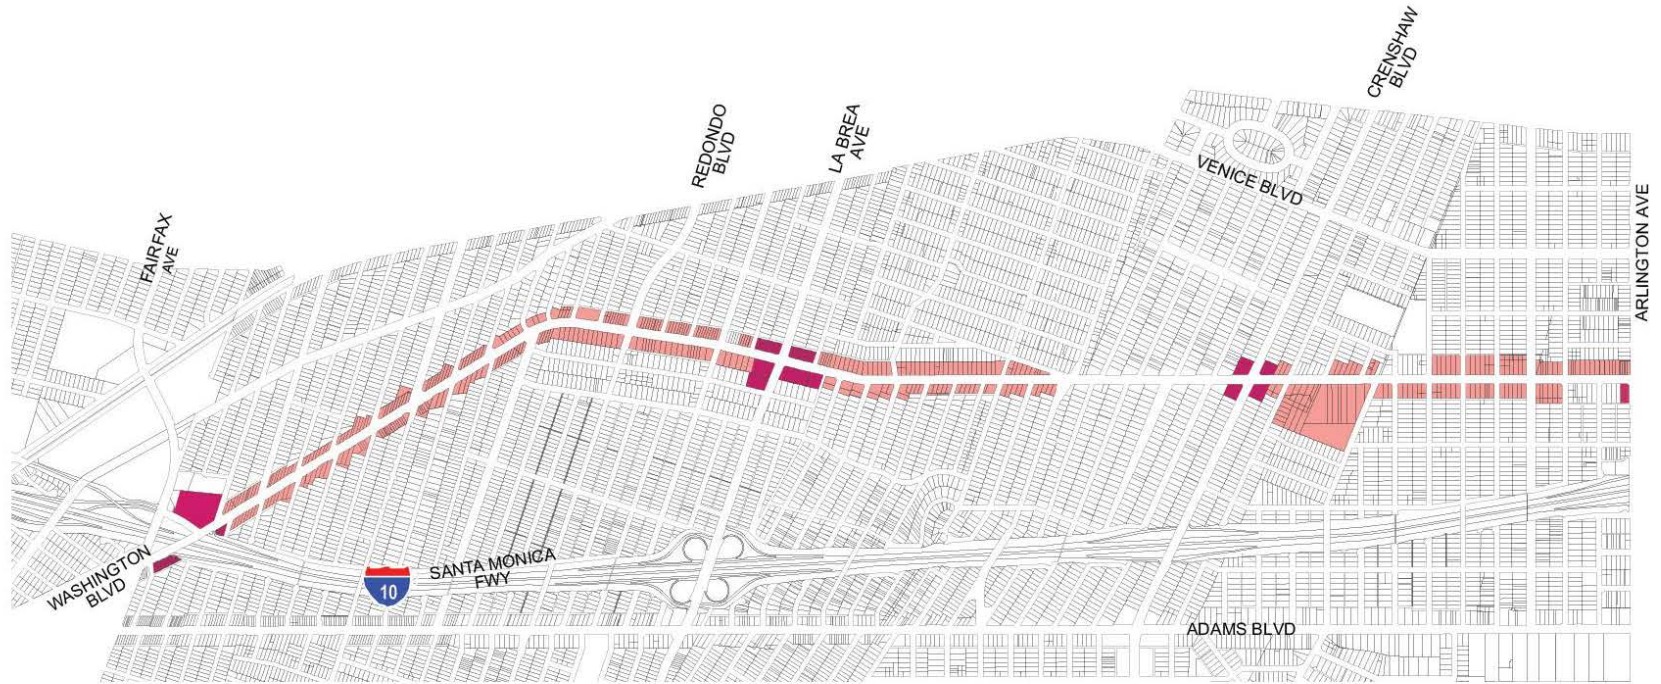 CRENSHAW
BLVD
REDONDO
BLVD
LA BREA
AVE
VENICE BLVD
FAIRFAX
AVE
ARLINGTON AVE
WASHINGTON
BLVD
SANTA MONICA
FWY
10
ADAMS BLVD